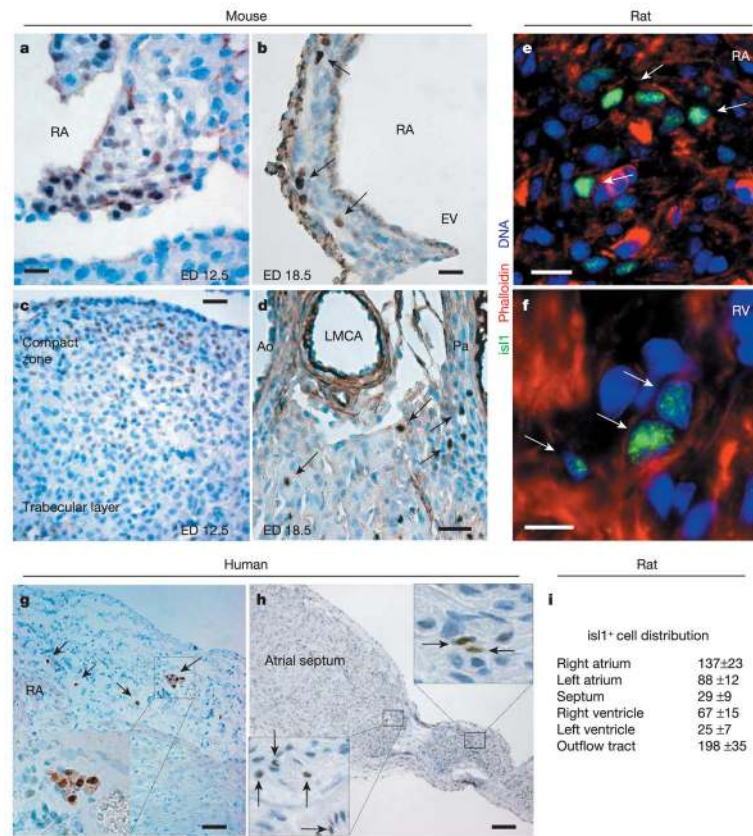 Mouse
Rat
a
RA
ED 12.5
b
RA
EV
ED 18.5
e
RA
c
Compact
zone
Trabecular layer
ED 12.5
d
Ao
LMCA
Pa
ED 18.5
isl1 Phalloidin DNA
f
RV
Human
Rat
g
RA
h
Atrial septum
i
isl1+ cell distribution
Right atrium 137±23
Left atrium 88 ±12
Septum 29 ±9
Right ventricle 67 ±15
Left ventricle 25 ±7
Outflow tract 198 ±35